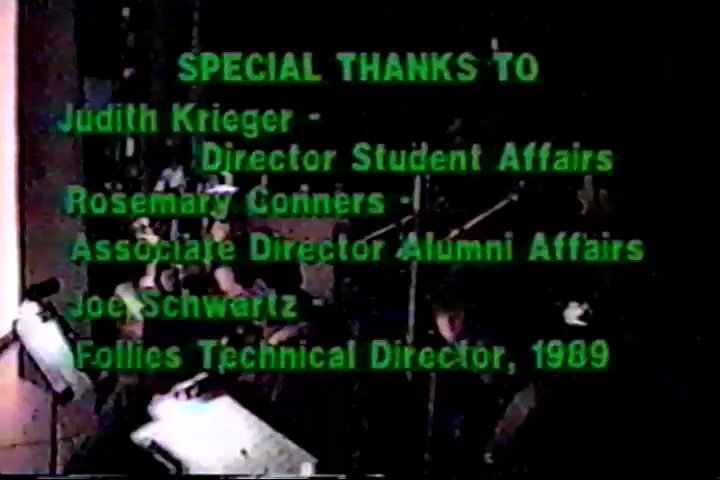 SPECIAL THANKS TO
Judith Krieger -
Director Student Affairs
Rosemary Conners -
Associate Director Alumni Affairs
Joe Schwartz -
Follies Technical Director, 1989